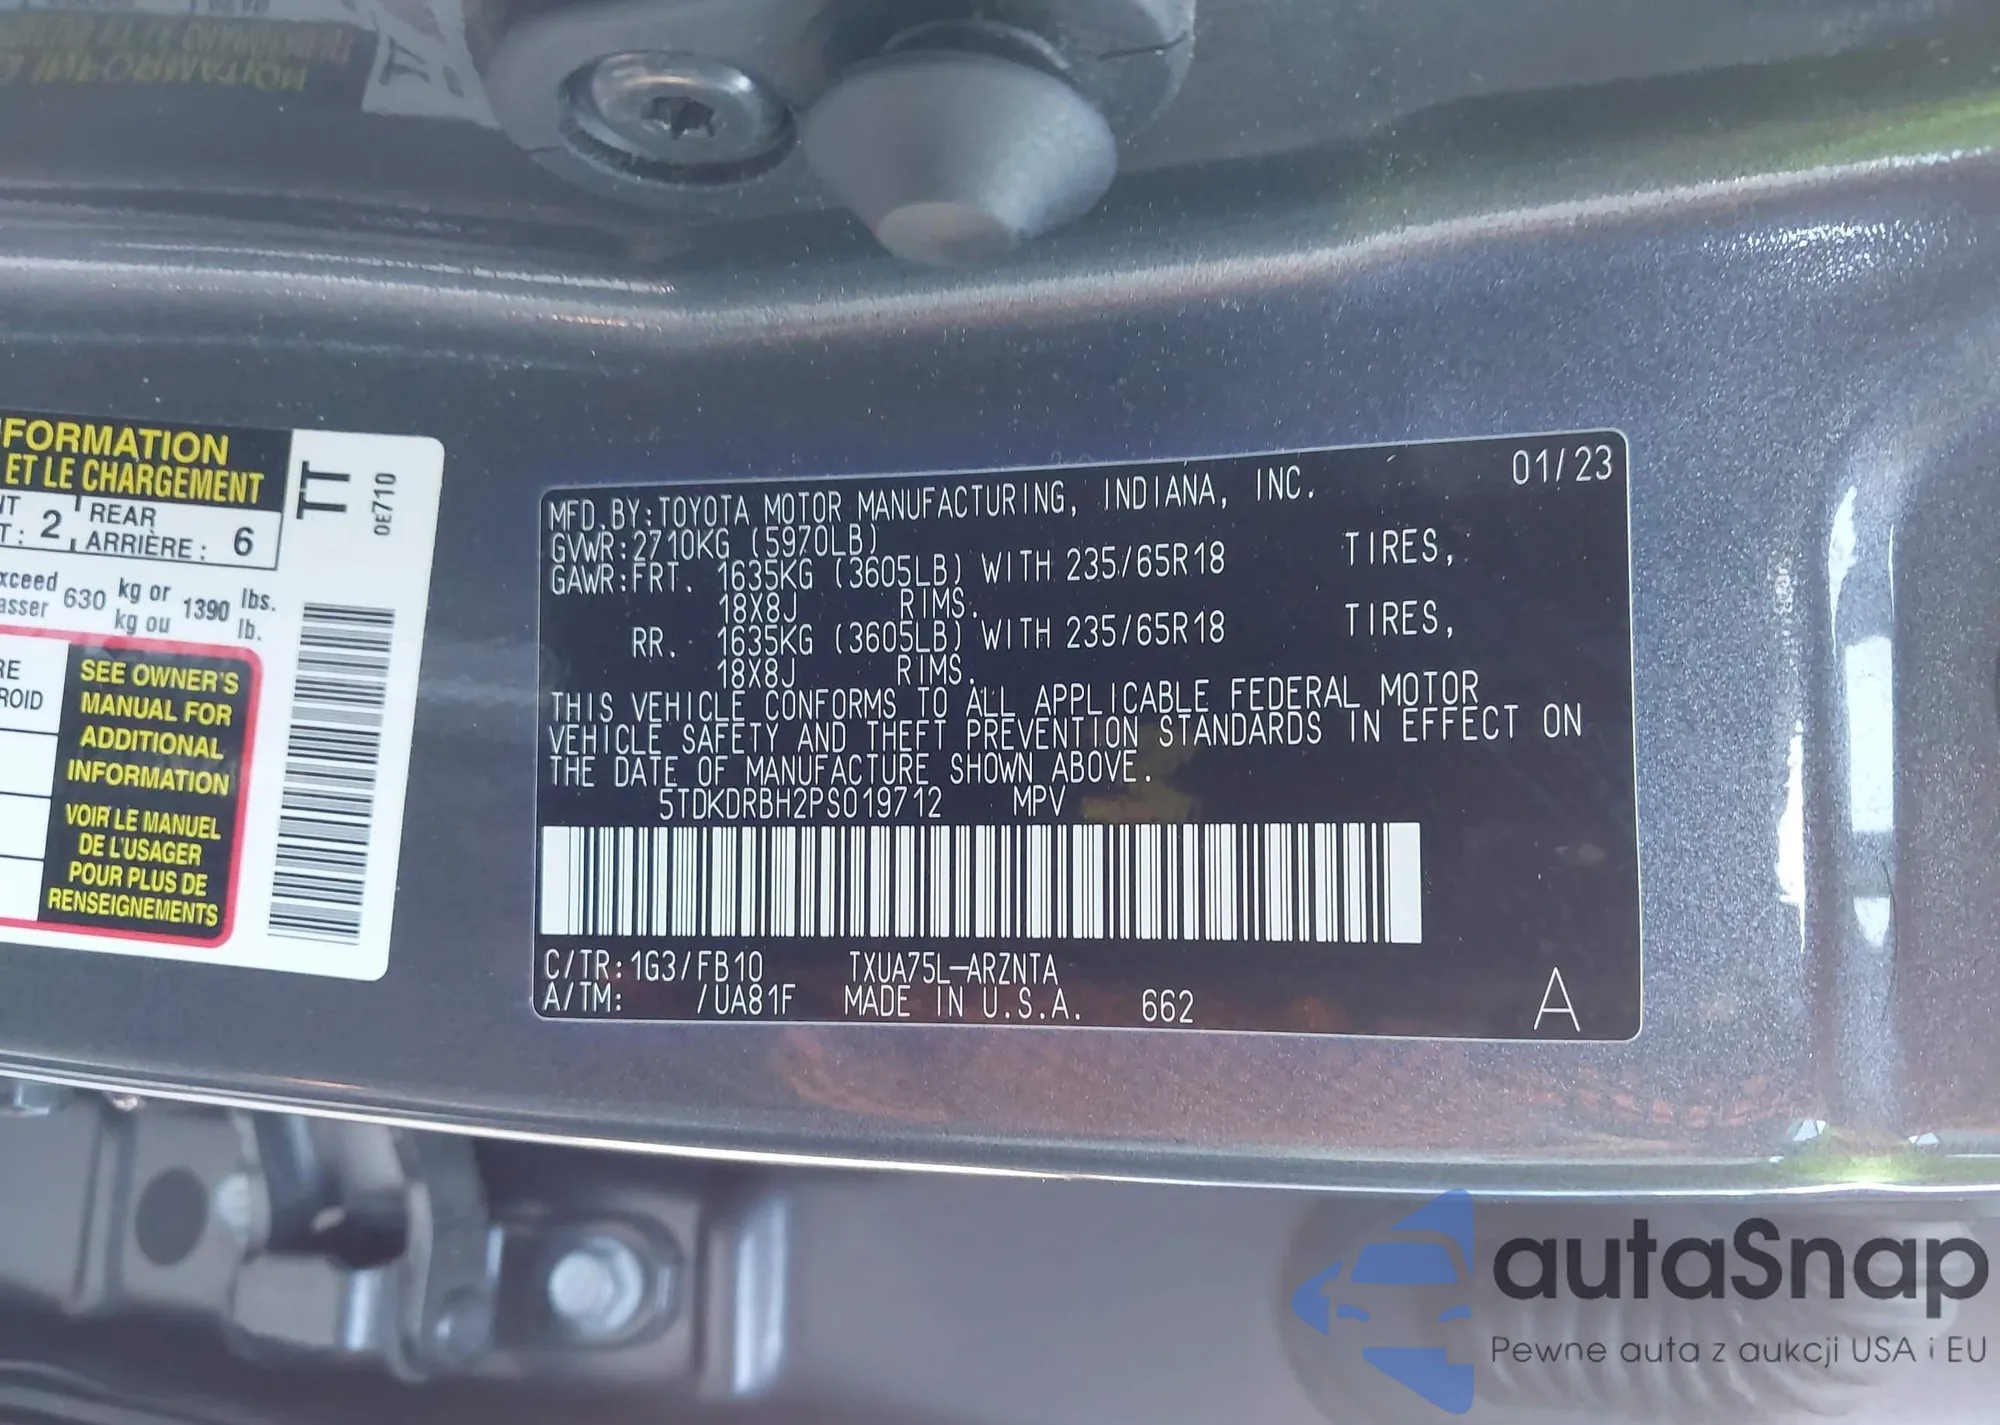 FORMATION
ET LE CHARGEMENT
2
REAR
ARRIÈRE : 6
630 kg or 1390 lbs.
kg ou lb.
SEE OWNER'S
MANUAL FOR
ADDITIONAL
INFORMATION
VOIR LE MANUEL
DE L'USAGER
POUR PLUS DE
RENSEIGNEMENTS
TT
0E710
01/23
MFD.BY:TOYOTA MOTOR MANUFACTURING, INDIANA, INC.
GVWR:2710KG (5970LB)
GAWR:FRT. 1635KG (3605LB) WITH 235/65R18 TIRES,
18X8J RIMS.
RR. 1635KG (3605LB) WITH 235/65R18 TIRES,
18X8J RIMS.
THIS VEHICLE CONFORMS TO ALL APPLICABLE FEDERAL MOTOR
VEHICLE SAFETY AND THEFT PREVENTION STANDARDS IN EFFECT ON
THE DATE OF MANUFACTURE SHOWN ABOVE.
5TDKDRBH2PS019712 MPV
C/TR:1G3/FB10 TXUA75L-ARZNTA
A/TM: /UA81F MADE IN U.S.A. 662
A
autaSnap
Pewne auta z aukcji USA i EU